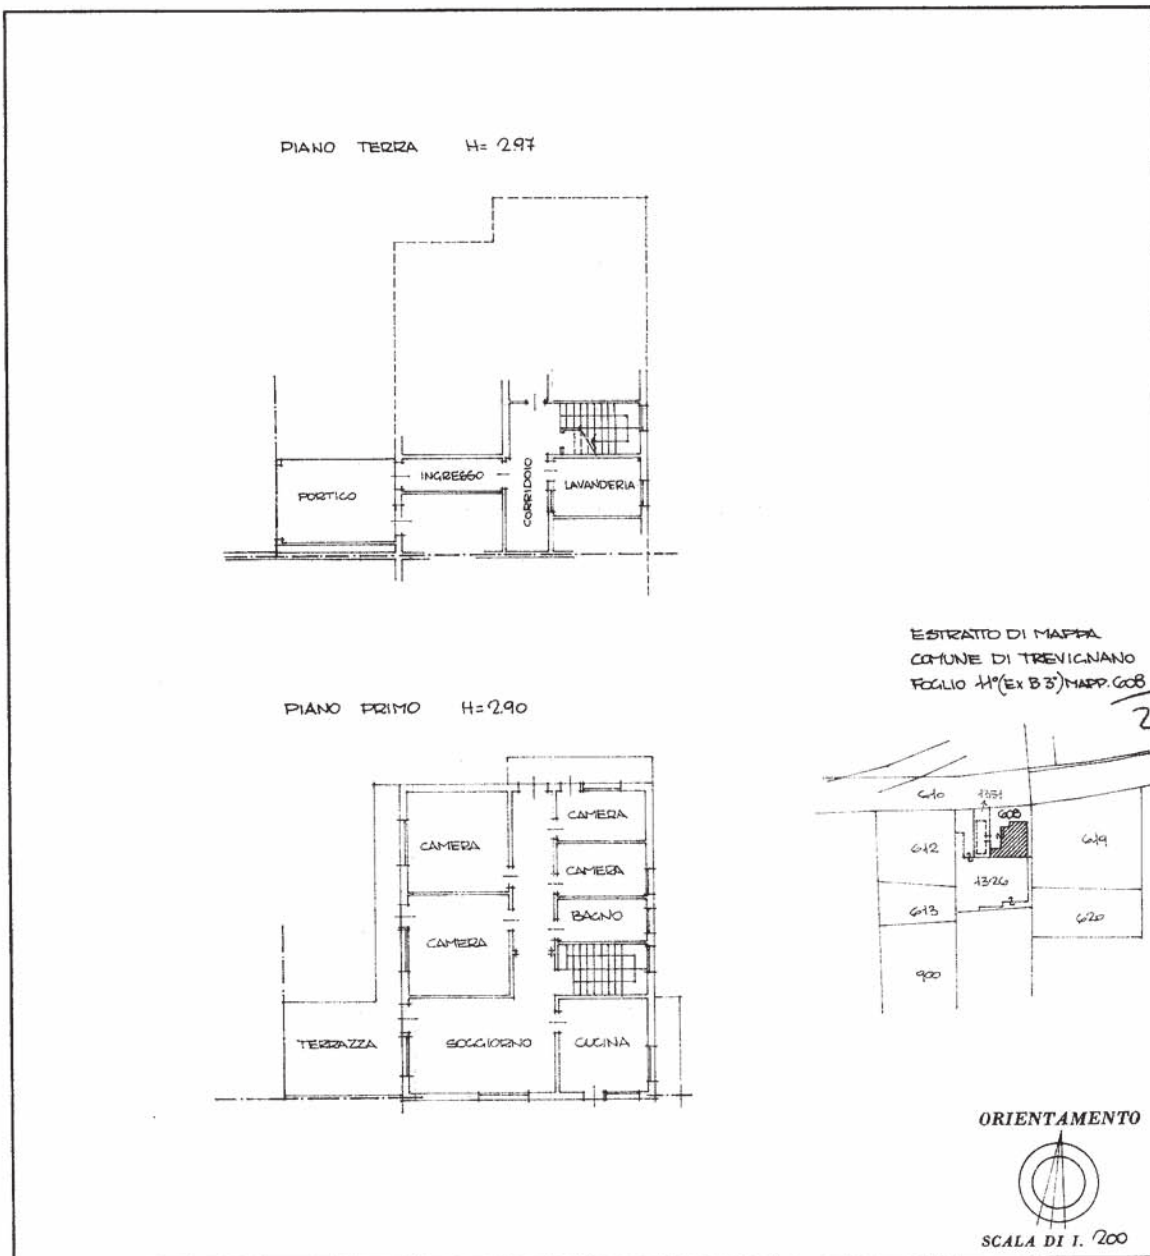 PIANO TERRA H= 2.97
INGRESSO
PORTICO
CORRIDOIO
LAVANDERIA
ESTRATTO DI MAPPA
COMUNE DI TREVIGNANO
FOGLIO 11°(EX B 3°) MAPP. 608
2
PIANO PRIMO H= 2.90
CAMERA
CAMERA
CAMERA
BAGNO
CAMERA
TERRAZZA
SOGGIORNO
CUCINA
610
608
612
619
1326
613
620
900
ORIENTAMENTO
SCALA DI 1: 200